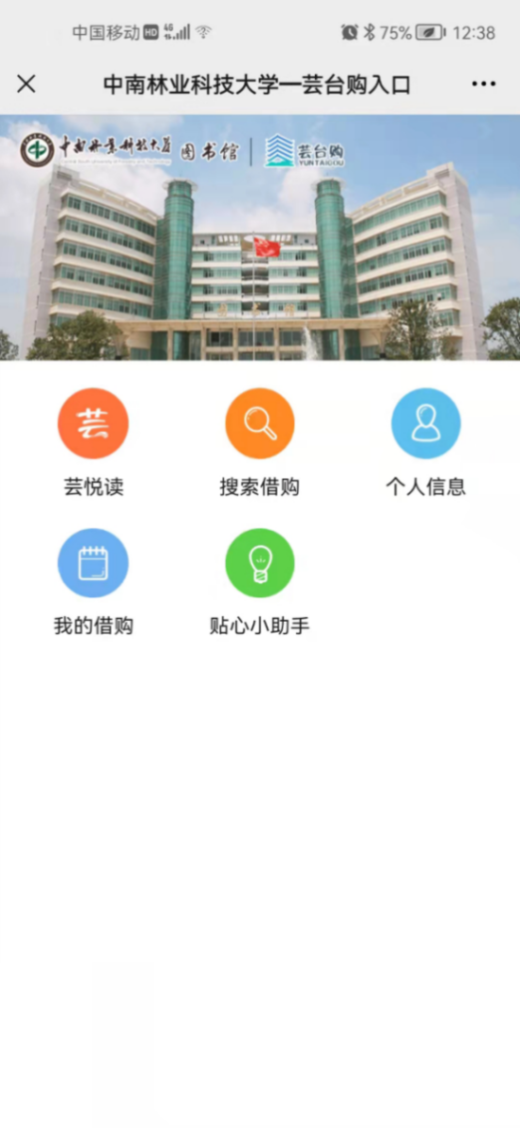 中国移动 HD 4G 75% 12:38
中南林业科技大学一芸台购入口
中南林业科技大学 图书馆 芸台购
YUNTAIGOU
芸
芸悦读 搜索借购 个人信息
我的借购 贴心小助手